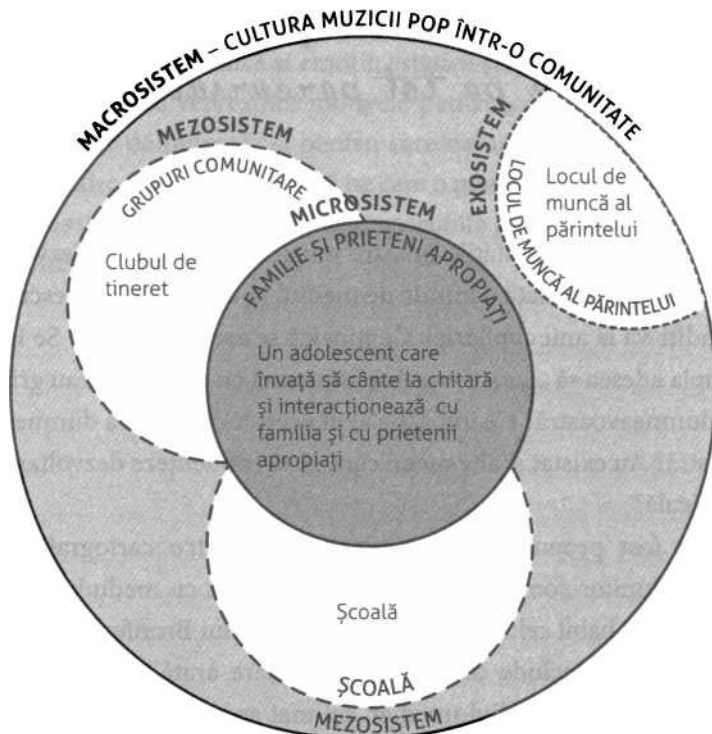 MACROSISTEM – CULTURA MUZICII POP ÎNTR-O COMUNITATE
MEZOSISTEM
GRUPURI COMUNITARE
Clubul de
tineret
EXOSISTEM
LOCUL DE MUNCĂ AL PĂRINTELUI
Locul de
muncă al
părintelui
MICROSISTEM
FAMILIE ȘI PRIETENI APROPIAȚI
Un adolescent care
învață să cânte la chitară
și interacționează cu
familia și cu prietenii
apropiați
Școală
ȘCOALĂ
MEZOSISTEM